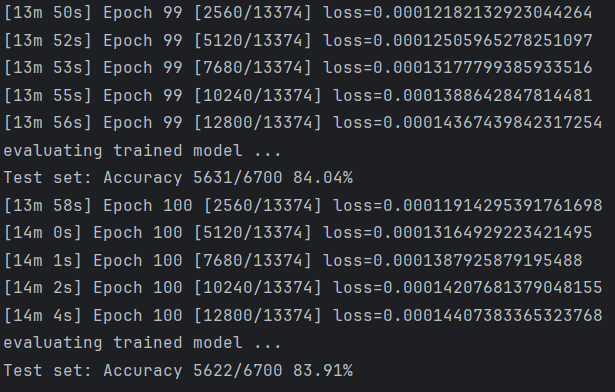 [13m 50s] Epoch 99 [2560/13374] loss=0.00012182132923044264
[13m 52s] Epoch 99 [5120/13374] loss=0.00012505965278251097
[13m 53s] Epoch 99 [7680/13374] loss=0.00013177799385933516
[13m 55s] Epoch 99 [10240/13374] loss=0.0001388642847814481
[13m 56s] Epoch 99 [12800/13374] loss=0.00014367439842317254
evaluating trained model ...
Test set: Accuracy 5631/6700 84.04%
[13m 58s] Epoch 100 [2560/13374] loss=0.00011914295391761698
[14m 0s] Epoch 100 [5120/13374] loss=0.00013164929223421495
[14m 1s] Epoch 100 [7680/13374] loss=0.0001387925879195488
[14m 2s] Epoch 100 [10240/13374] loss=0.00014207681379048155
[14m 4s] Epoch 100 [12800/13374] loss=0.00014407383365323768
evaluating trained model ...
Test set: Accuracy 5622/6700 83.91%